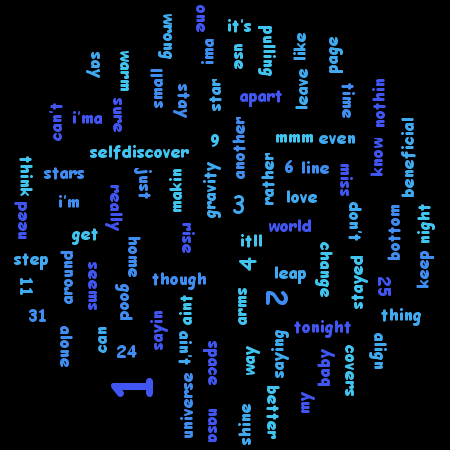 one
it's
wrong
ima
use
pulling
like
page
say
warm
small
stay
star
apart
leave
time
nothin
can't
i'ma
sure
9
another
mmm even
know
beneficial
selfdiscover
think
stars
just
makin
gravity
rather
6 line
miss
i'm
really
3
love
need
get
rise
world
don't
bottom
night
step
home
itll
change
stayed
keep
11
around
seems
though
4
leap
25
31
good
sayin
aint
arms
2
tonight
thing
alone
can
24
ain't
space
way
saying
baby
covers
align
1
universe
nasa
shine
better
my